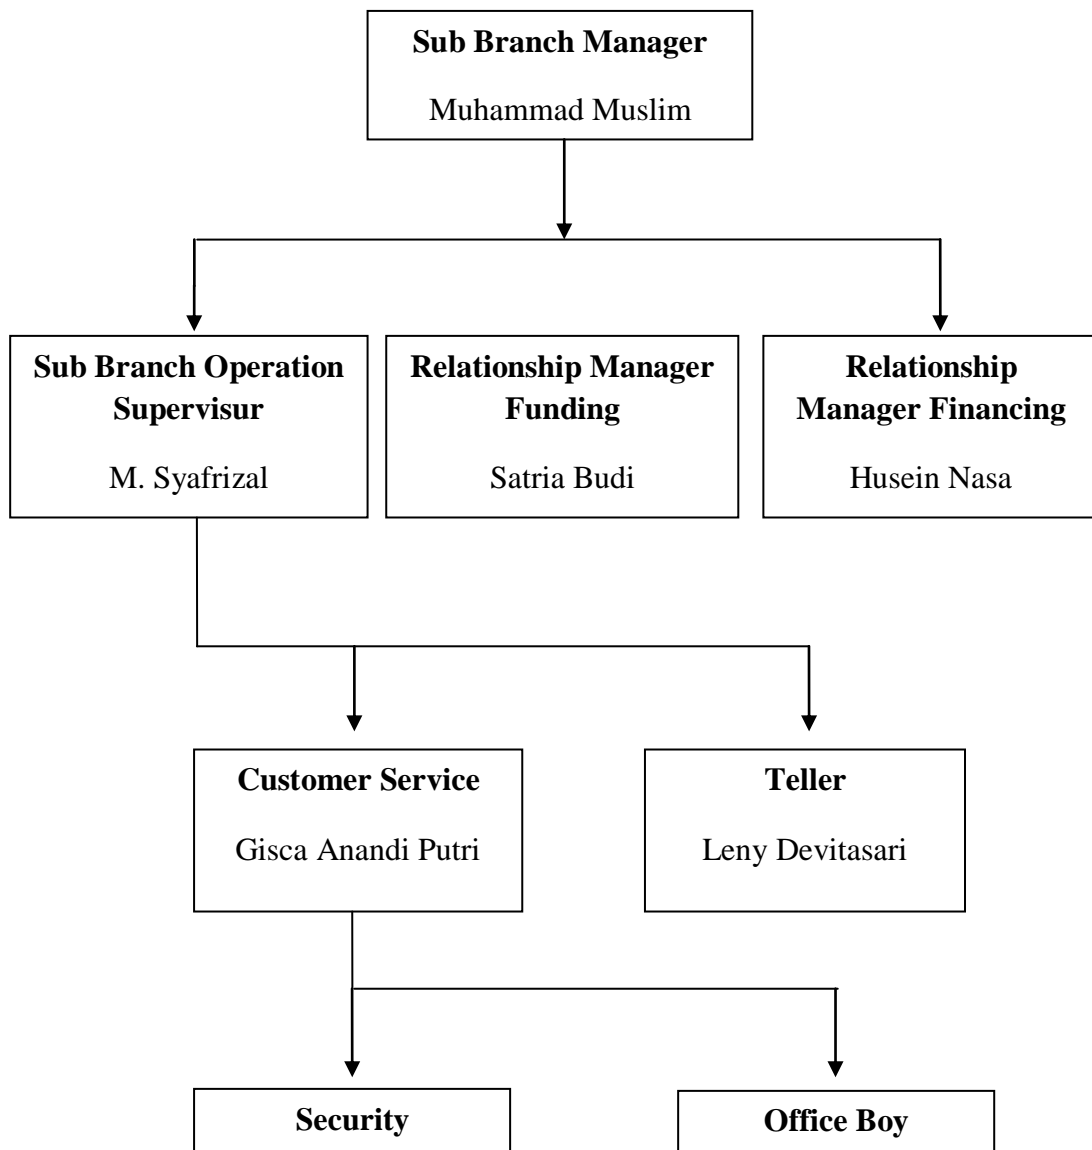 Sub Branch Manager
Muhammad Muslim
Sub Branch Operation
Supervisur
M. Syafrizal
Relationship Manager
Funding
Satria Budi
Relationship
Manager Financing
Husein Nasa
Customer Service
Gisca Anandi Putri
Teller
Leny Devitasari
Security
Office Boy